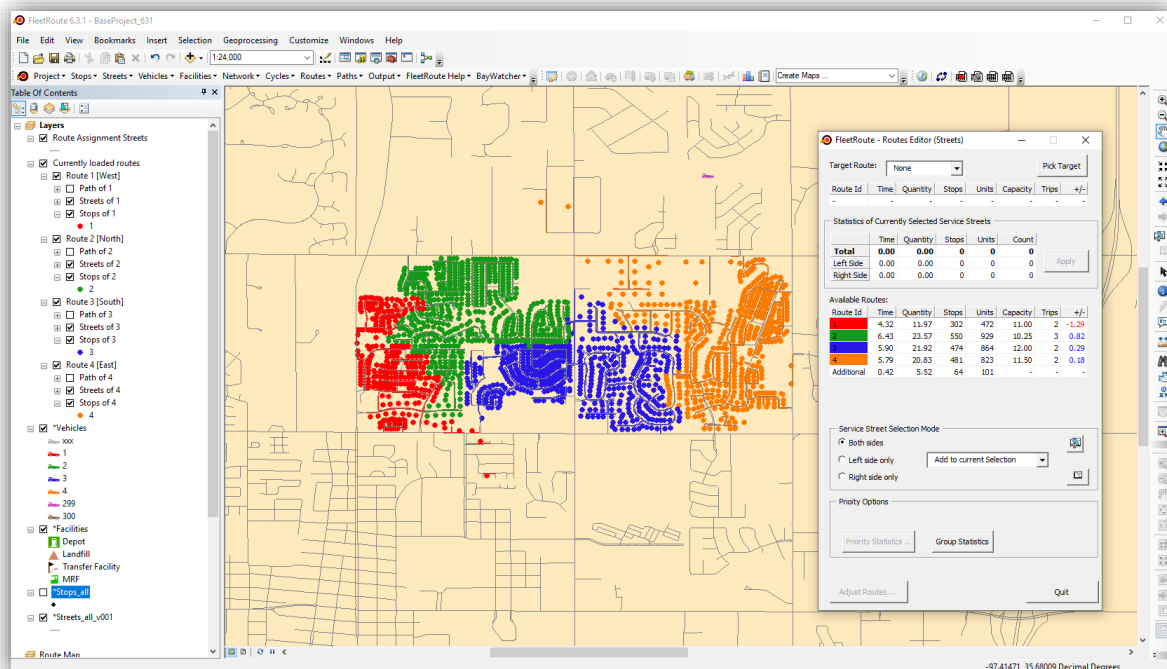 FleetRoute 6.3.1 - BaseProject_631
File Edit View Bookmarks Insert Selection Geoprocessing Customize Windows Help
1:24,000
Project Stops Streets Vehicles Facilities Network Cycles Routes Paths Output FleetRoute Help BayWatcher Create Maps ...
Table Of Contents
Layers
Route Assignment Streets
Currently loaded routes
Route 1 [West]
Path of 1
Streets of 1
Stops of 1
1
Route 2 [North]
Path of 2
Streets of 2
Stops of 2
2
Route 3 [South]
Path of 3
Streets of 3
Stops of 3
3
Route 4 [East]
Path of 4
Streets of 4
Stops of 4
4
*Vehicles
xxx
1
2
3
4
299
300
*Facilities
Depot
Landfill
Transfer Facility
MRF
*Stops_all
*Streets_all_v001
Route Map
FleetRoute - Routes Editor (Streets)
Target Route: None Pick Target
Route Id Time Quantity Stops Units Capacity Trips +/-
- - - - - - - -
Statistics of Currently Selected Service Streets
Time Quantity Stops Units Count
Total 0.00 0.00 0 0 0
Left Side 0.00 0.00 0 0 0
Right Side 0.00 0.00 0 0 0
Apply
Available Routes:
Route Id Time Quantity Stops Units Capacity Trips +/-
1 4.32 11.97 302 472 11.00 2 -1.29
2 6.43 23.57 550 929 10.25 3 0.82
3 5.90 21.92 474 864 12.00 2 0.29
4 5.79 20.83 481 823 11.50 2 0.18
Additional 0.42 5.52 64 101 - - -
Service Street Selection Mode
Both sides
Left side only Add to current Selection
Right side only
Priority Options
Priority Statistics .. Group Statistics
Adjust Routes ... Quit
-97.41471 35.68009 Decimal Degrees